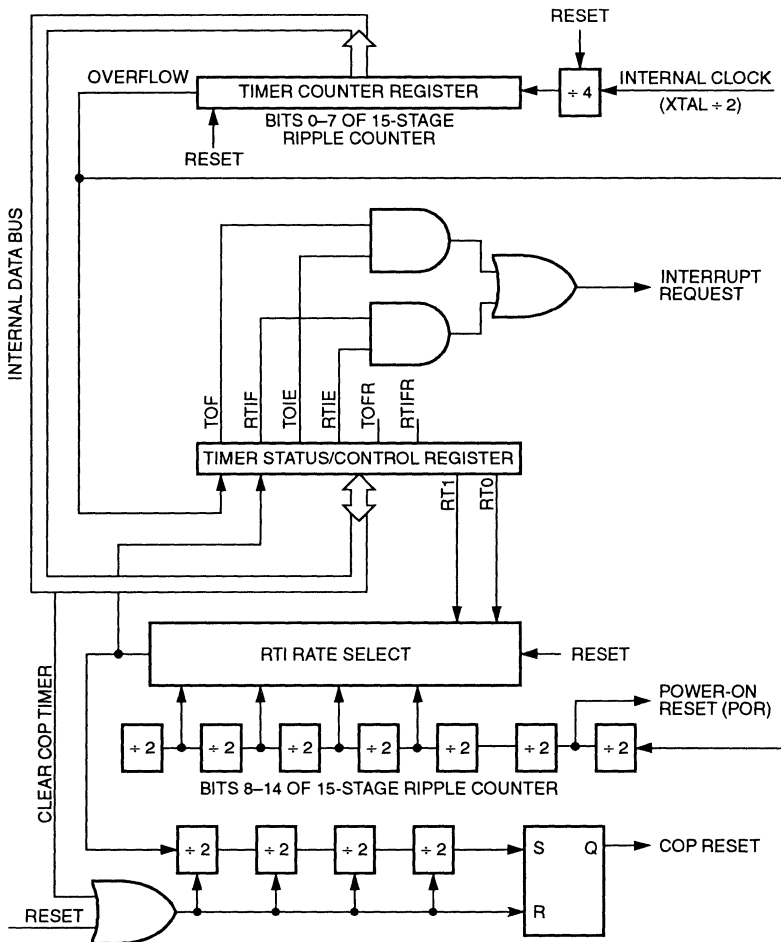 RESET
OVERFLOW
TIMER COUNTER REGISTER
÷ 4
INTERNAL CLOCK
(XTAL ÷ 2)
BITS 0–7 OF 15-STAGE
RIPPLE COUNTER
RESET
INTERNAL DATA BUS
INTERRUPT
REQUEST
TOF
RTIF
TOIE
RTIE
TOFR
RTIFR
TIMER STATUS/CONTROL REGISTER
RT1
RT0
RTI RATE SELECT
RESET
CLEAR COP TIMER
POWER-ON
RESET (POR)
÷ 2
÷ 2
÷ 2
÷ 2
÷ 2
÷ 2
÷ 2
BITS 8–14 OF 15-STAGE RIPPLE COUNTER
÷ 2
÷ 2
÷ 2
÷ 2
S
Q
COP RESET
RESET
R